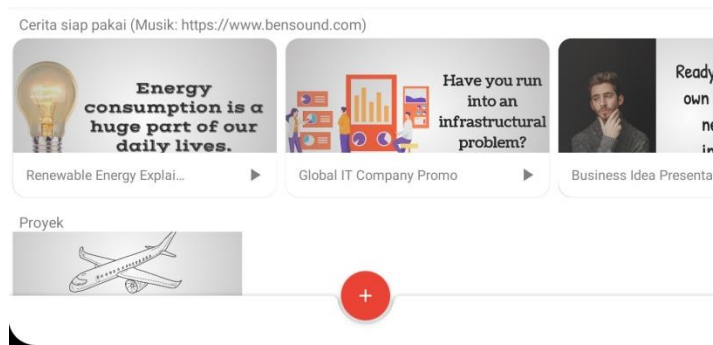 Cerita siap pakai (Musik: https://www.bensound.com)
Energy
consumption is a
huge part of our
daily lives.
Have you run
into an
infrastructural
problem?
Ready
own
Renewable Energy Explai...
Global IT Company Promo
Business Idea Presenta
Proyek
+